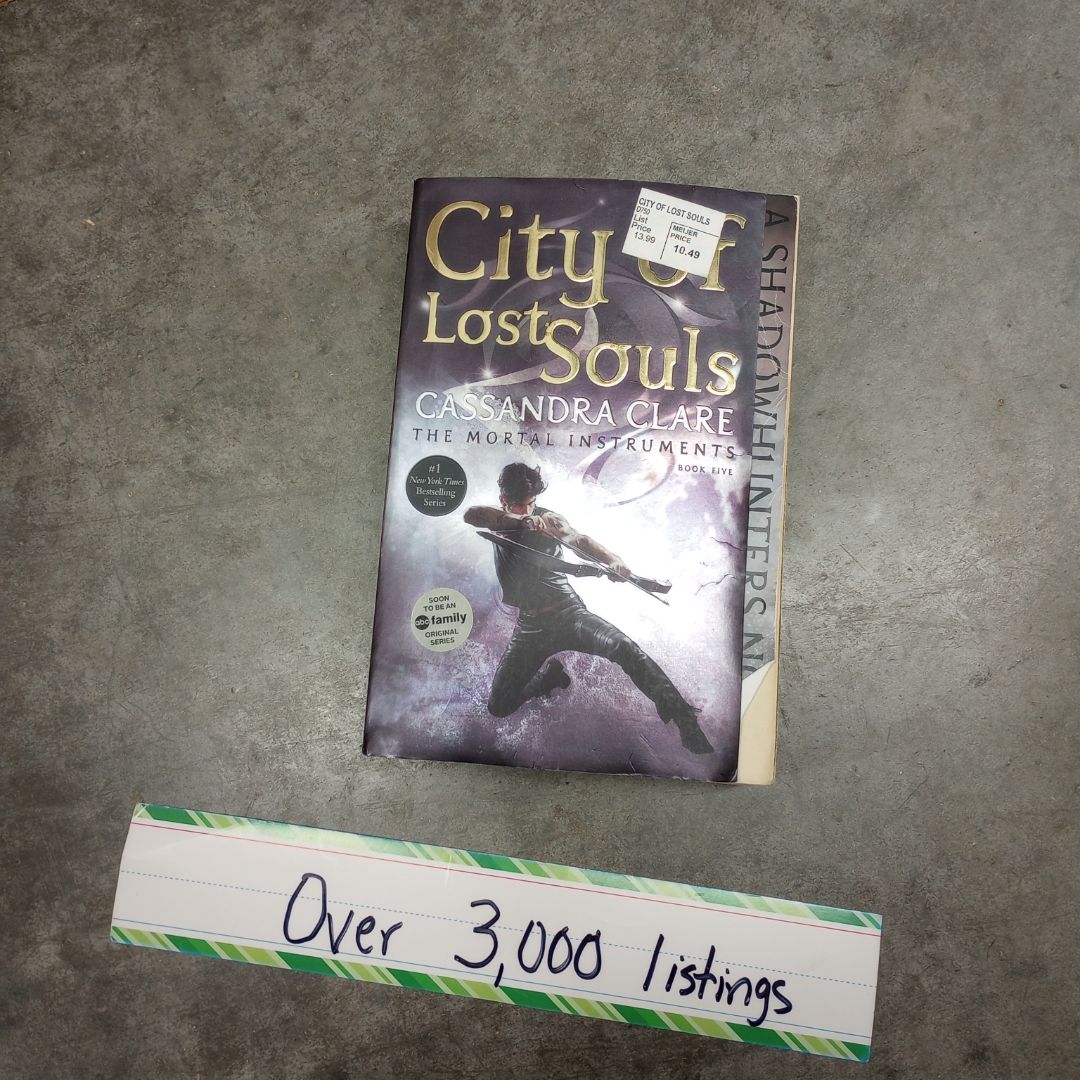 City of
Lost Souls
CITY OF LOST SOULS
D750
List
Price
13.99
MEIJER
PRICE
10.49
CASSANDRA CLARE
THE MORTAL INSTRUMENTS
BOOK FIVE
#1
New York Times
Bestselling
Series
SOON
TO BE AN
abc family
ORIGINAL
SERIES
A SHADOWHUNTERS
Over 3,000 listings